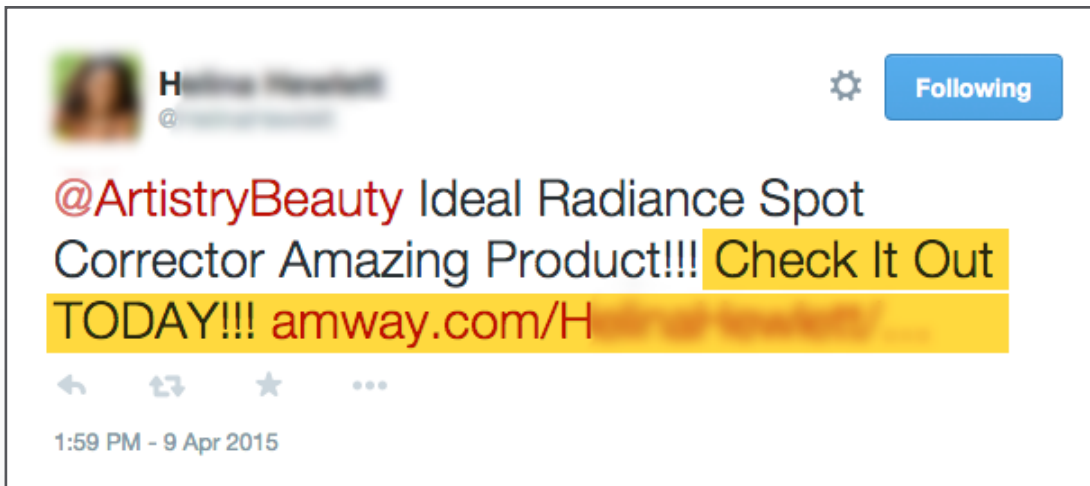 H
@
Following
@ArtistryBeauty Ideal Radiance Spot
Corrector Amazing Product!!! Check It Out
TODAY!!! amway.com/H
1:59 PM - 9 Apr 2015